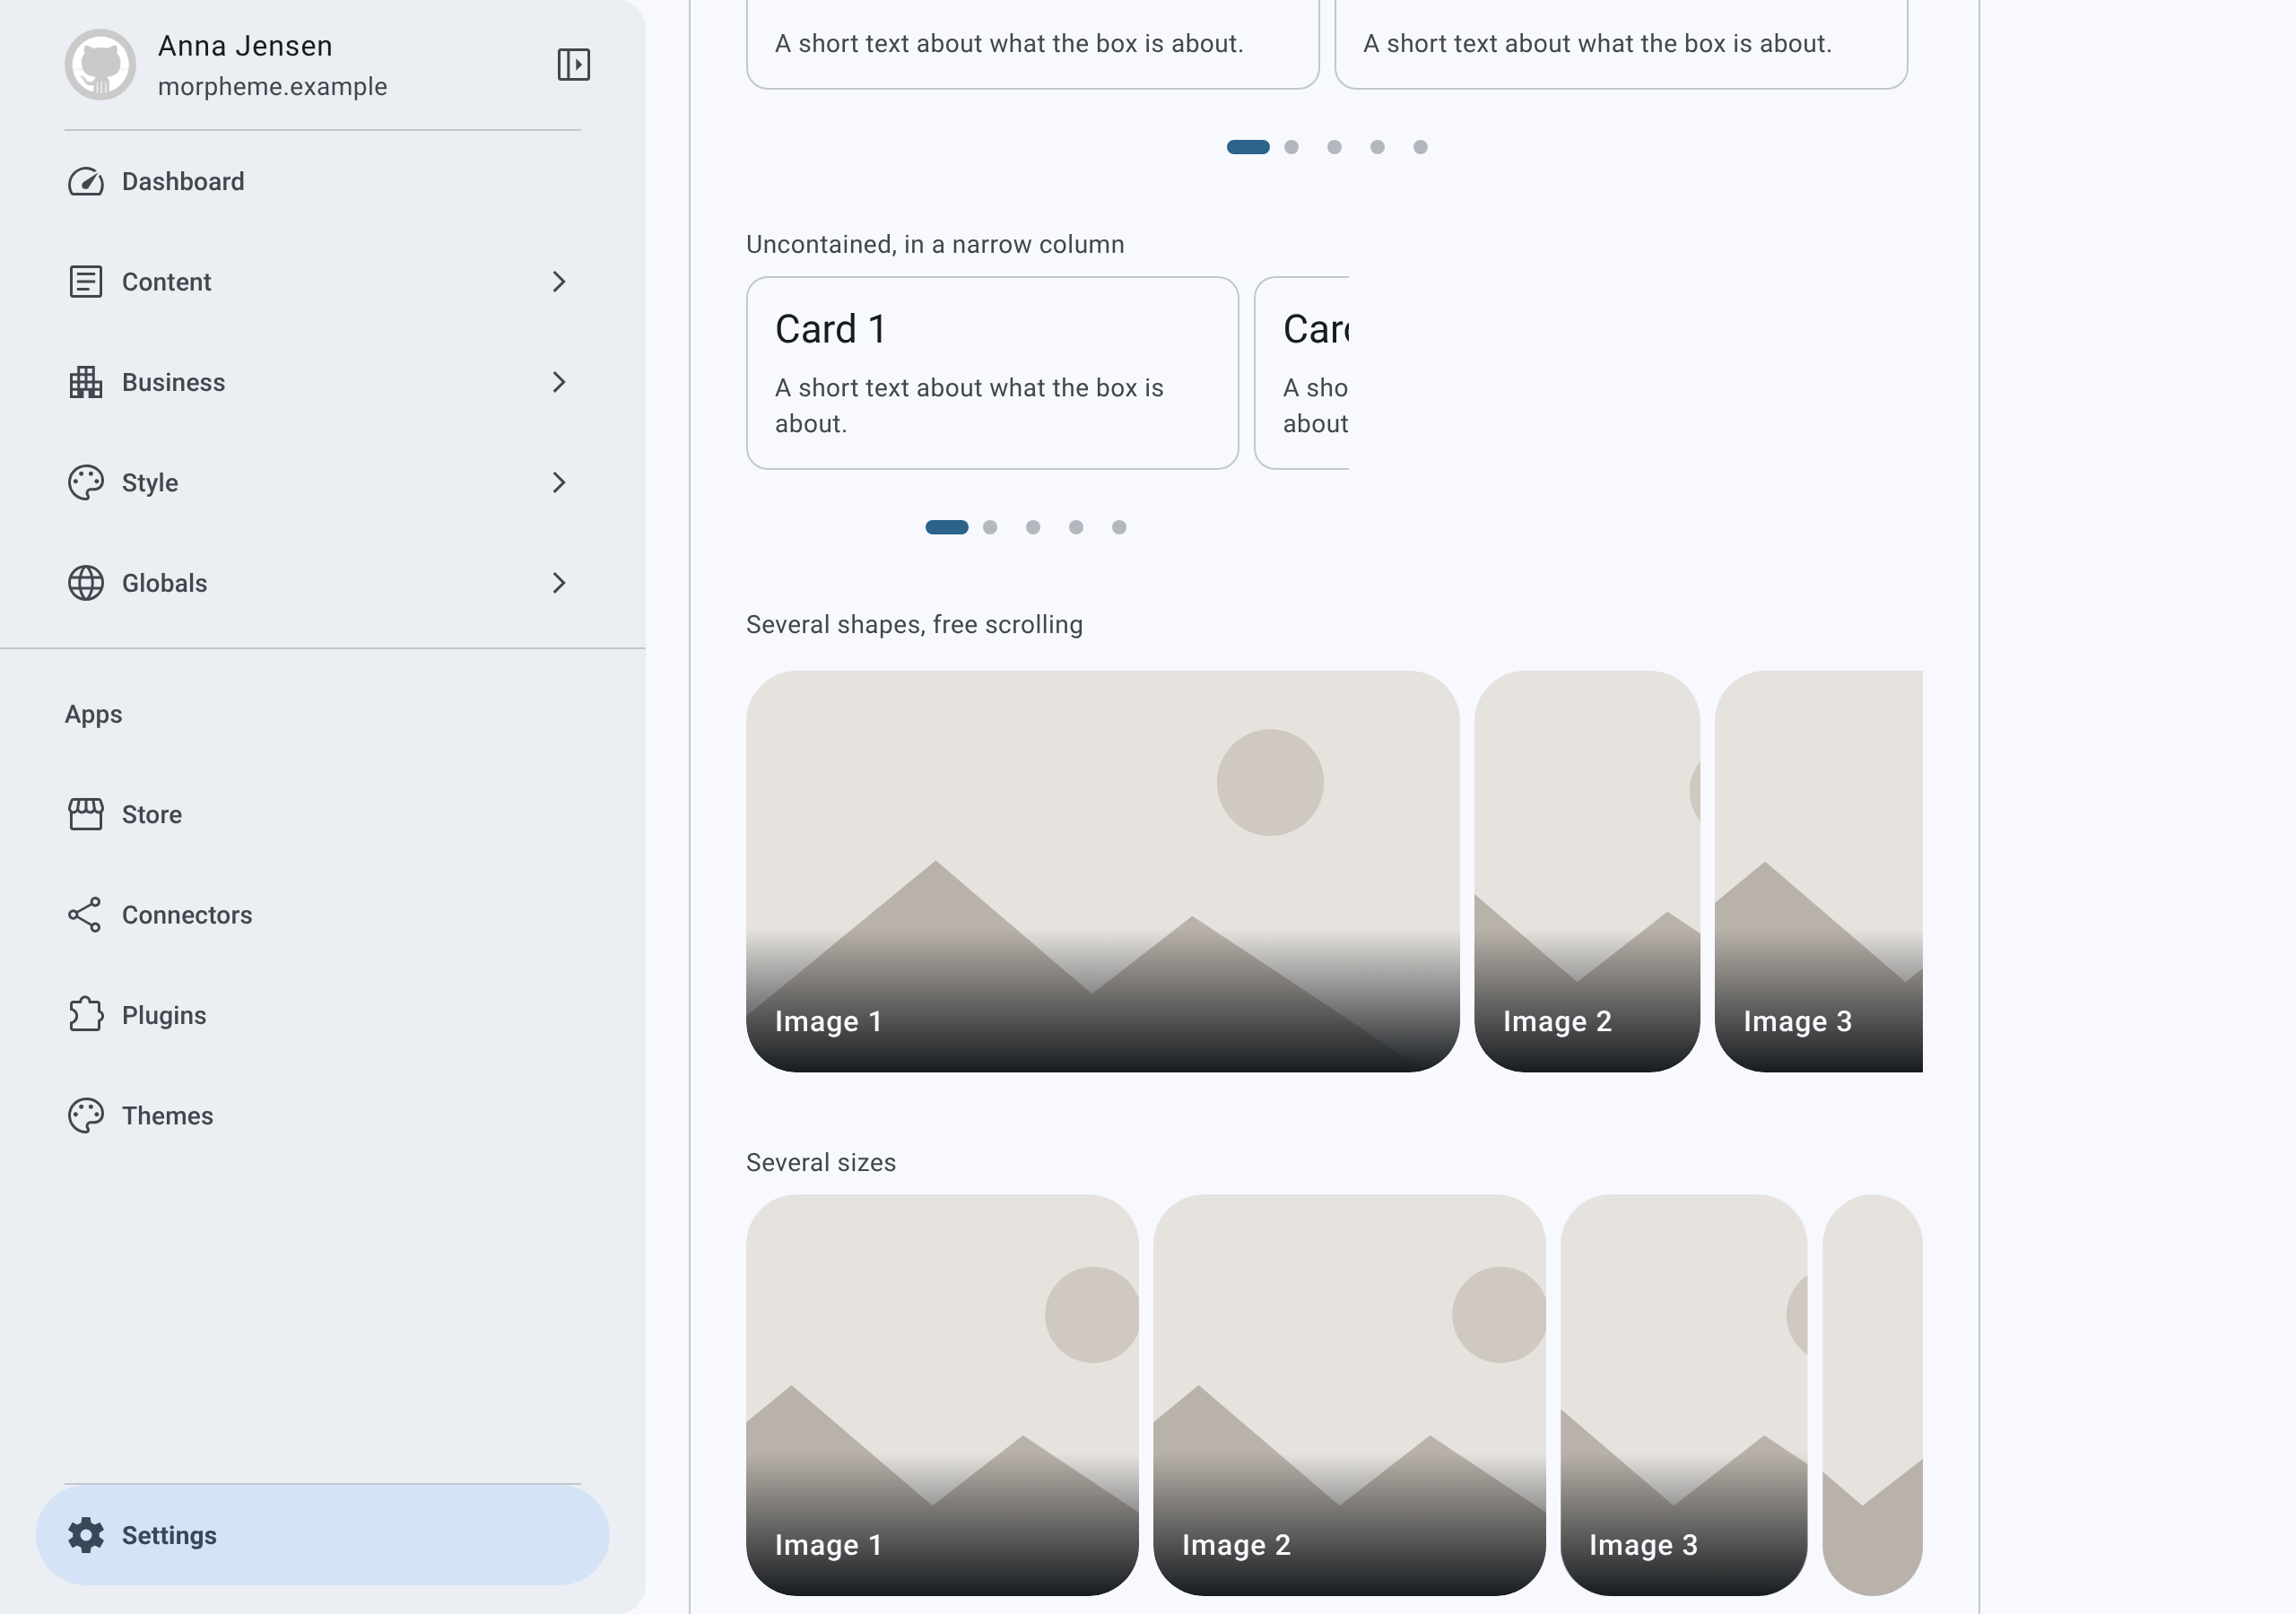 Anna Jensen
morpheme.example
Dashboard
Content
Business
Style
Globals
Apps
Store
Connectors
Plugins
Themes
Settings
A short text about what the box is about.
A short text about what the box is about.
Uncontained, in a narrow column
Card 1
A short text about what the box is
about.
A sho
about
Several shapes, free scrolling
Image 1
Image 2
Image 3
Several sizes
Image 1
Image 2
Image 3